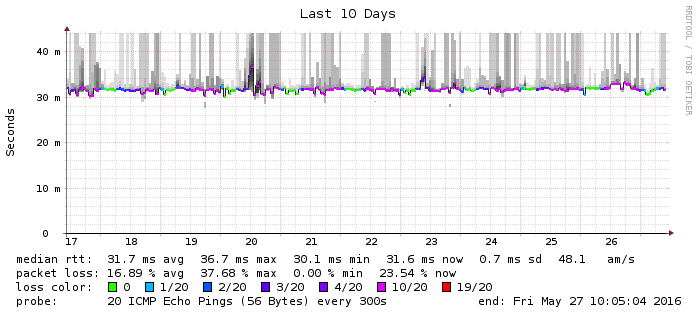 Last 10 Days
RRDTOOL / TOBI OETIKER
Seconds
40 m
30 m
20 m
10 m
0
17 18 19 20 21 22 23 24 25 26
median rtt: 31.7 ms avg 36.7 ms max 30.1 ms min 31.6 ms now 0.7 ms sd 48.1 am/s
packet loss: 16.89 % avg 37.68 % max 0.00 % min 23.54 % now
loss color: 0 1/20 2/20 3/20 4/20 10/20 19/20
probe: 20 ICMP Echo Pings (56 Bytes) every 300s end: Fri May 27 10:05:04 2016